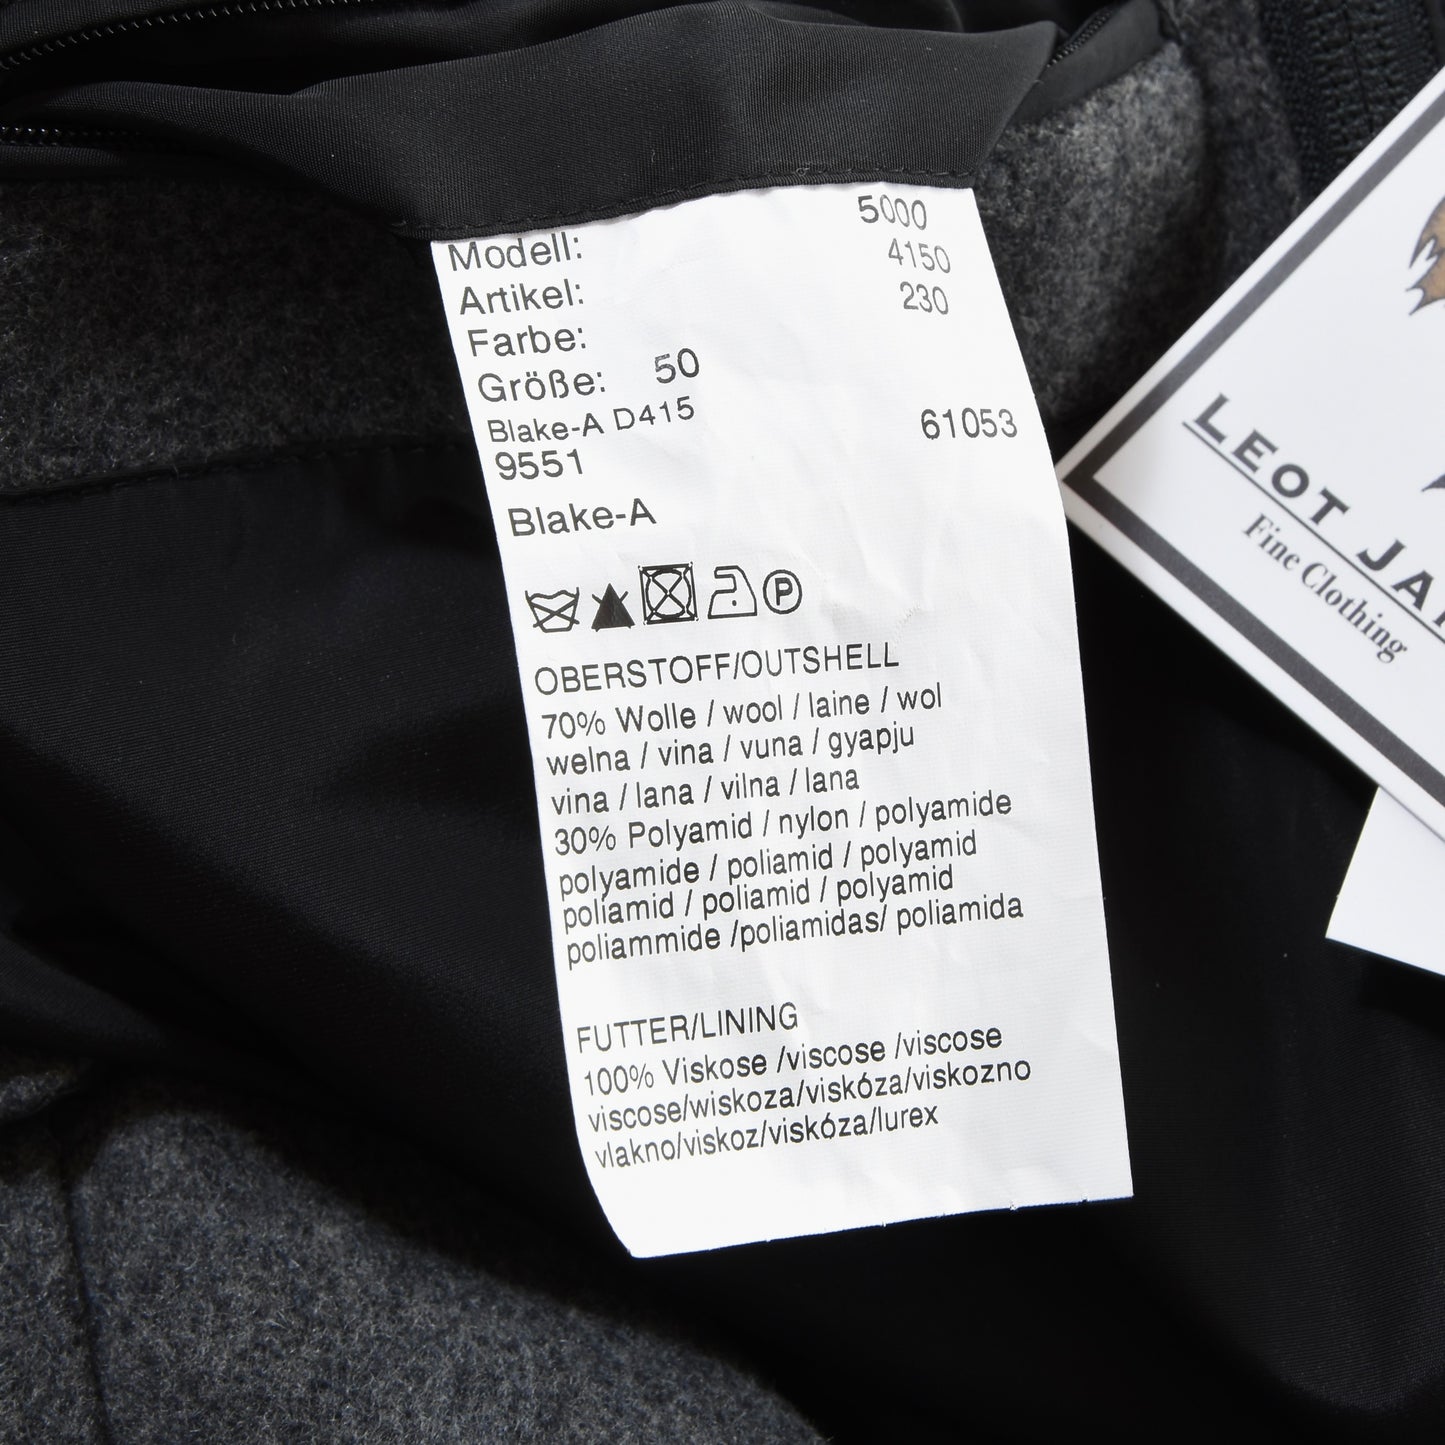 Modell: 5000
Artikel: 4150
Farbe: 230
Größe: 50
Blake-A D415
9551 61053
Blake-A
P
OBERSTOFF/OUTSHELL
70% Wolle / wool / laine / wol
welna / vina / vuna / gyapju
vina / lana / vilna / lana
30% Polyamid / nylon / polyamide
polyamide / poliamid / polyamid
poliamid / poliamid / polyamid
poliammide /poliamidas/ poliamida
FUTTER/LINING
100% Viskose /viscose /viscose
viscose/wiskoza/viskóza/viskozno
vlakno/viskoz/viskóza/lurex
LEOT
Fine Clothing